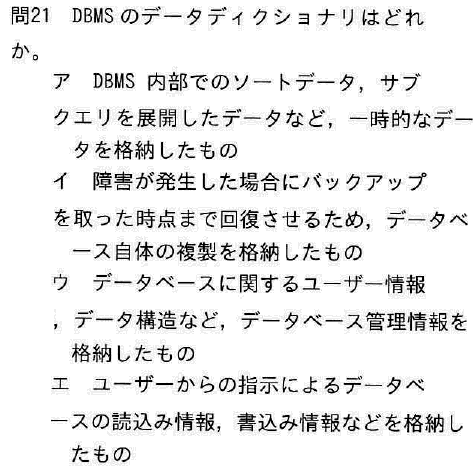 問21 DBMSのデータディクショナリはどれ
か。
ア DBMS 内部でのソートデータ，サブ
クエリを展開したデータなど，一時的なデー
タを格納したもの
イ 障害が発生した場合にバックアップ
を取った時点まで回復させるため，データベ
ース自体の複製を格納したもの
ウ データベースに関するユーザー情報
，データ構造など，データベース管理情報を
格納したもの
エ ユーザーからの指示によるデータベ
ースの読込み情報，書込み情報などを格納し
たもの